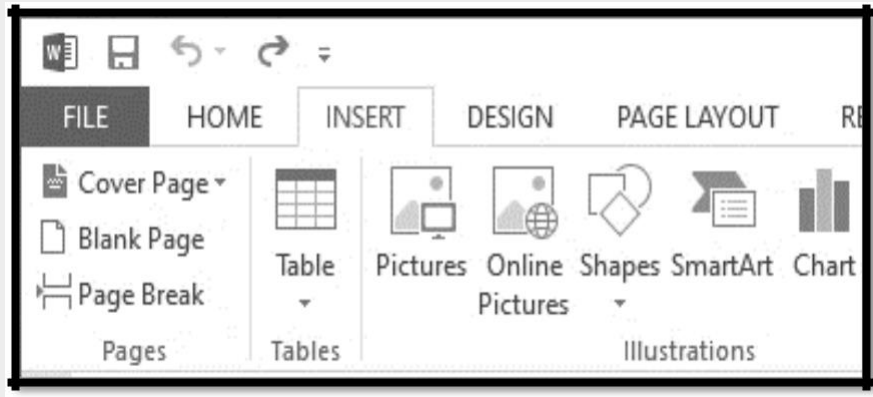 FILE HOME INSERT DESIGN PAGE LAYOUT
Cover Page
Blank Page
Page Break
Pages
Table
Tables
Pictures
Online
Pictures
Shapes
SmartArt
Chart
Illustrations